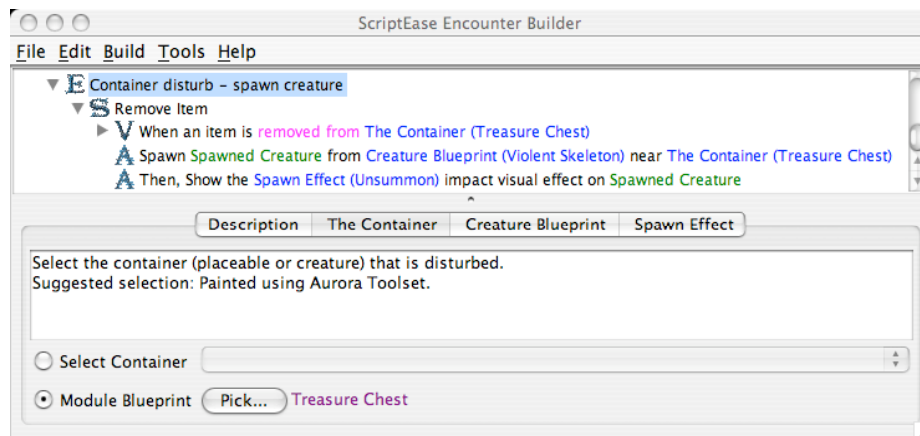 ScriptEase Encounter Builder
File Edit Build Tools Help
E Container disturb - spawn creature
S Remove Item
V When an item is removed from The Container (Treasure Chest)
A Spawn Spawned Creature from Creature Blueprint (Violent Skeleton) near The Container (Treasure Chest)
A Then, Show the Spawn Effect (Unsummon) impact visual effect on Spawned Creature
Description The Container Creature Blueprint Spawn Effect
Select the container (placeable or creature) that is disturbed.
Suggested selection: Painted using Aurora Toolset.
Select Container
Module Blueprint Pick... Treasure Chest